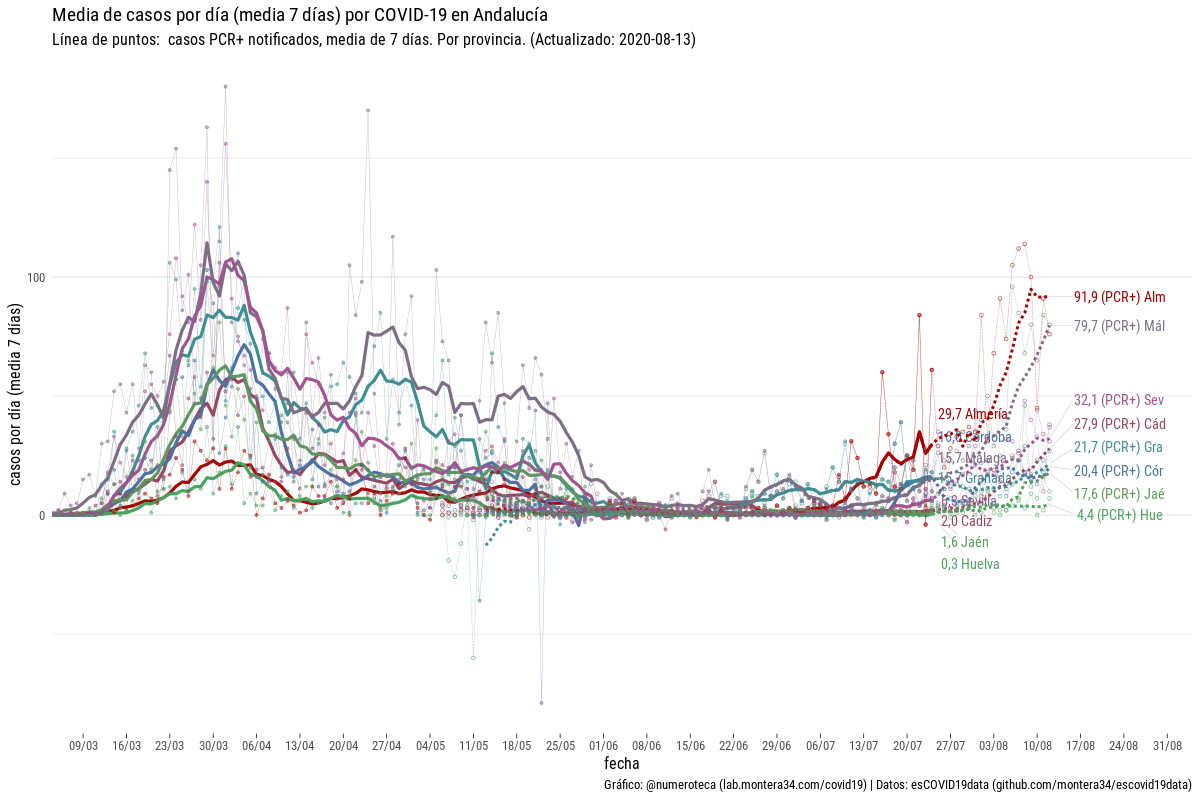 Media de casos por día (media 7 días) por COVID-19 en Andalucía
Línea de puntos:  casos PCR+ notificados, media de 7 días. Por provincia. (Actualizado: 2020-08-13)
casos por día (media 7 días)
100
0
91,9 (PCR+) Alm
79,7 (PCR+) Mál
32,1 (PCR+) Sev
27,9 (PCR+) Cád
21,7 (PCR+) Gra
20,4 (PCR+) Cór
17,6 (PCR+) Jaé
4,4 (PCR+) Hue
29,7 Almería
Córdoba
15,7 Málaga
Granada
Sevilla
2,0 Cádiz
1,6 Jaén
0,3 Huelva
09/03 16/03 23/03 30/03 06/04 13/04 20/04 27/04 04/05 11/05 18/05 25/05 01/06 08/06 15/06 22/06 29/06 06/07 13/07 20/07 27/07 03/08 10/08 17/08 24/08 31/08
fecha
Gráfico: @numeroteca (lab.montera34.com/covid19) | Datos: esCOVID19data (github.com/montera34/escovid19data)